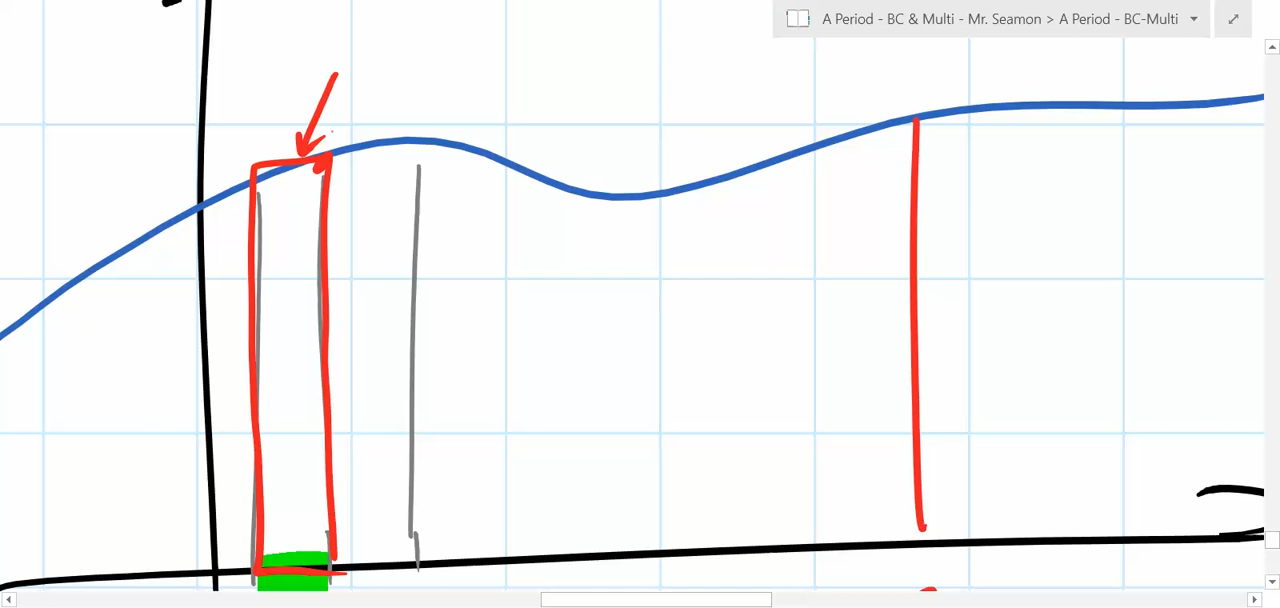 A Period - BC & Multi - Mr. Seamon > A Period - BC-Multi